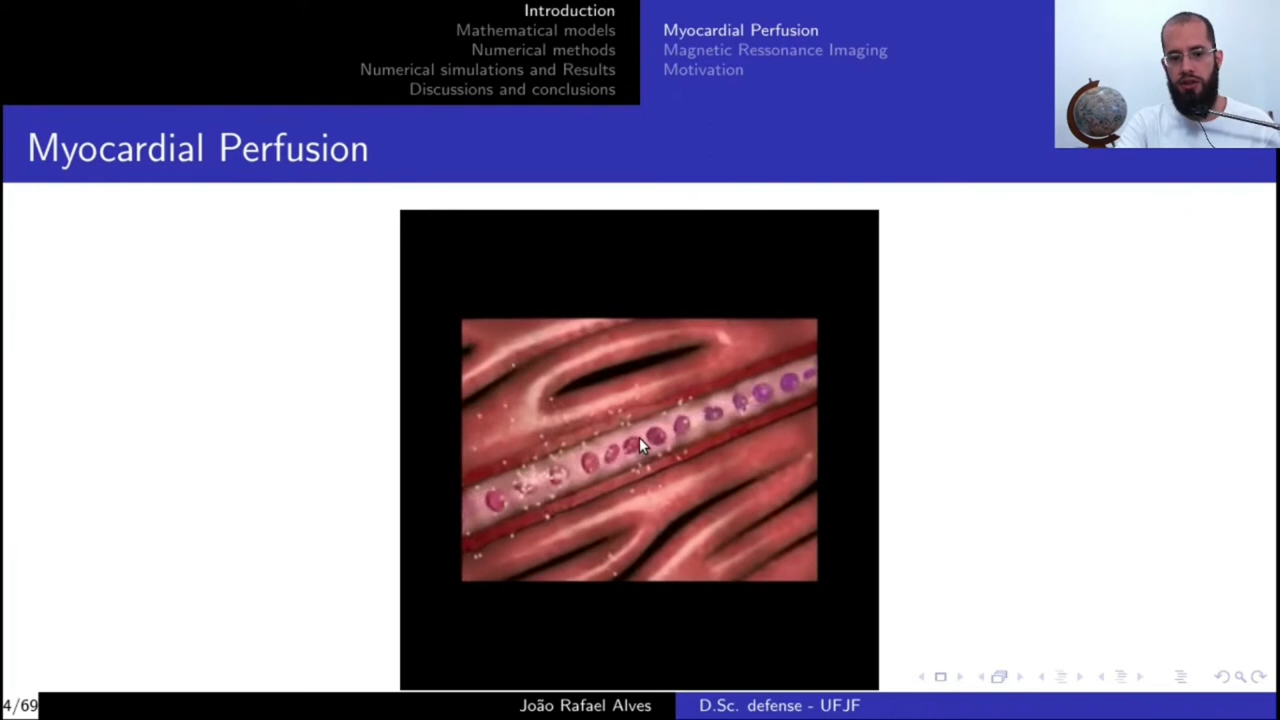 Introduction
Mathematical models
Numerical methods
Numerical simulations and Results
Discussions and conclusions
Myocardial Perfusion
Magnetic Ressonance Imaging
Motivation
Myocardial Perfusion
4/69
João Rafael Alves
D.Sc. defense - UFJF